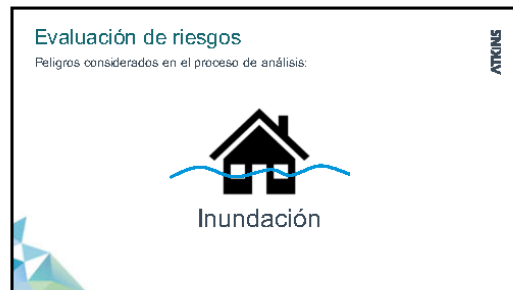 Evaluación de riesgos
Peligros considerados en el proceso de análisis:
ATKINS
Inundación